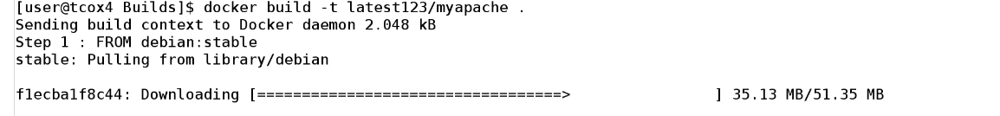 [user@tcox4 Builds]$ docker build -t latest123/myapache .
Sending build context to Docker daemon 2.048 kB
Step 1 : FROM debian:stable
stable: Pulling from library/debian
f1ecba1f8c44: Downloading [==================================>                ] 35.13 MB/51.35 MB